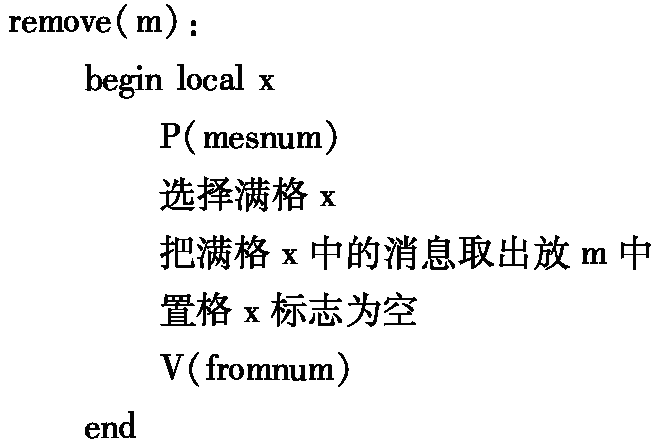 remove(m):
begin local x
P(mesnum)
选择满格 x
把满格 x 中的消息取出放 m 中
置格 x 标志为空
V(fromnum)
end